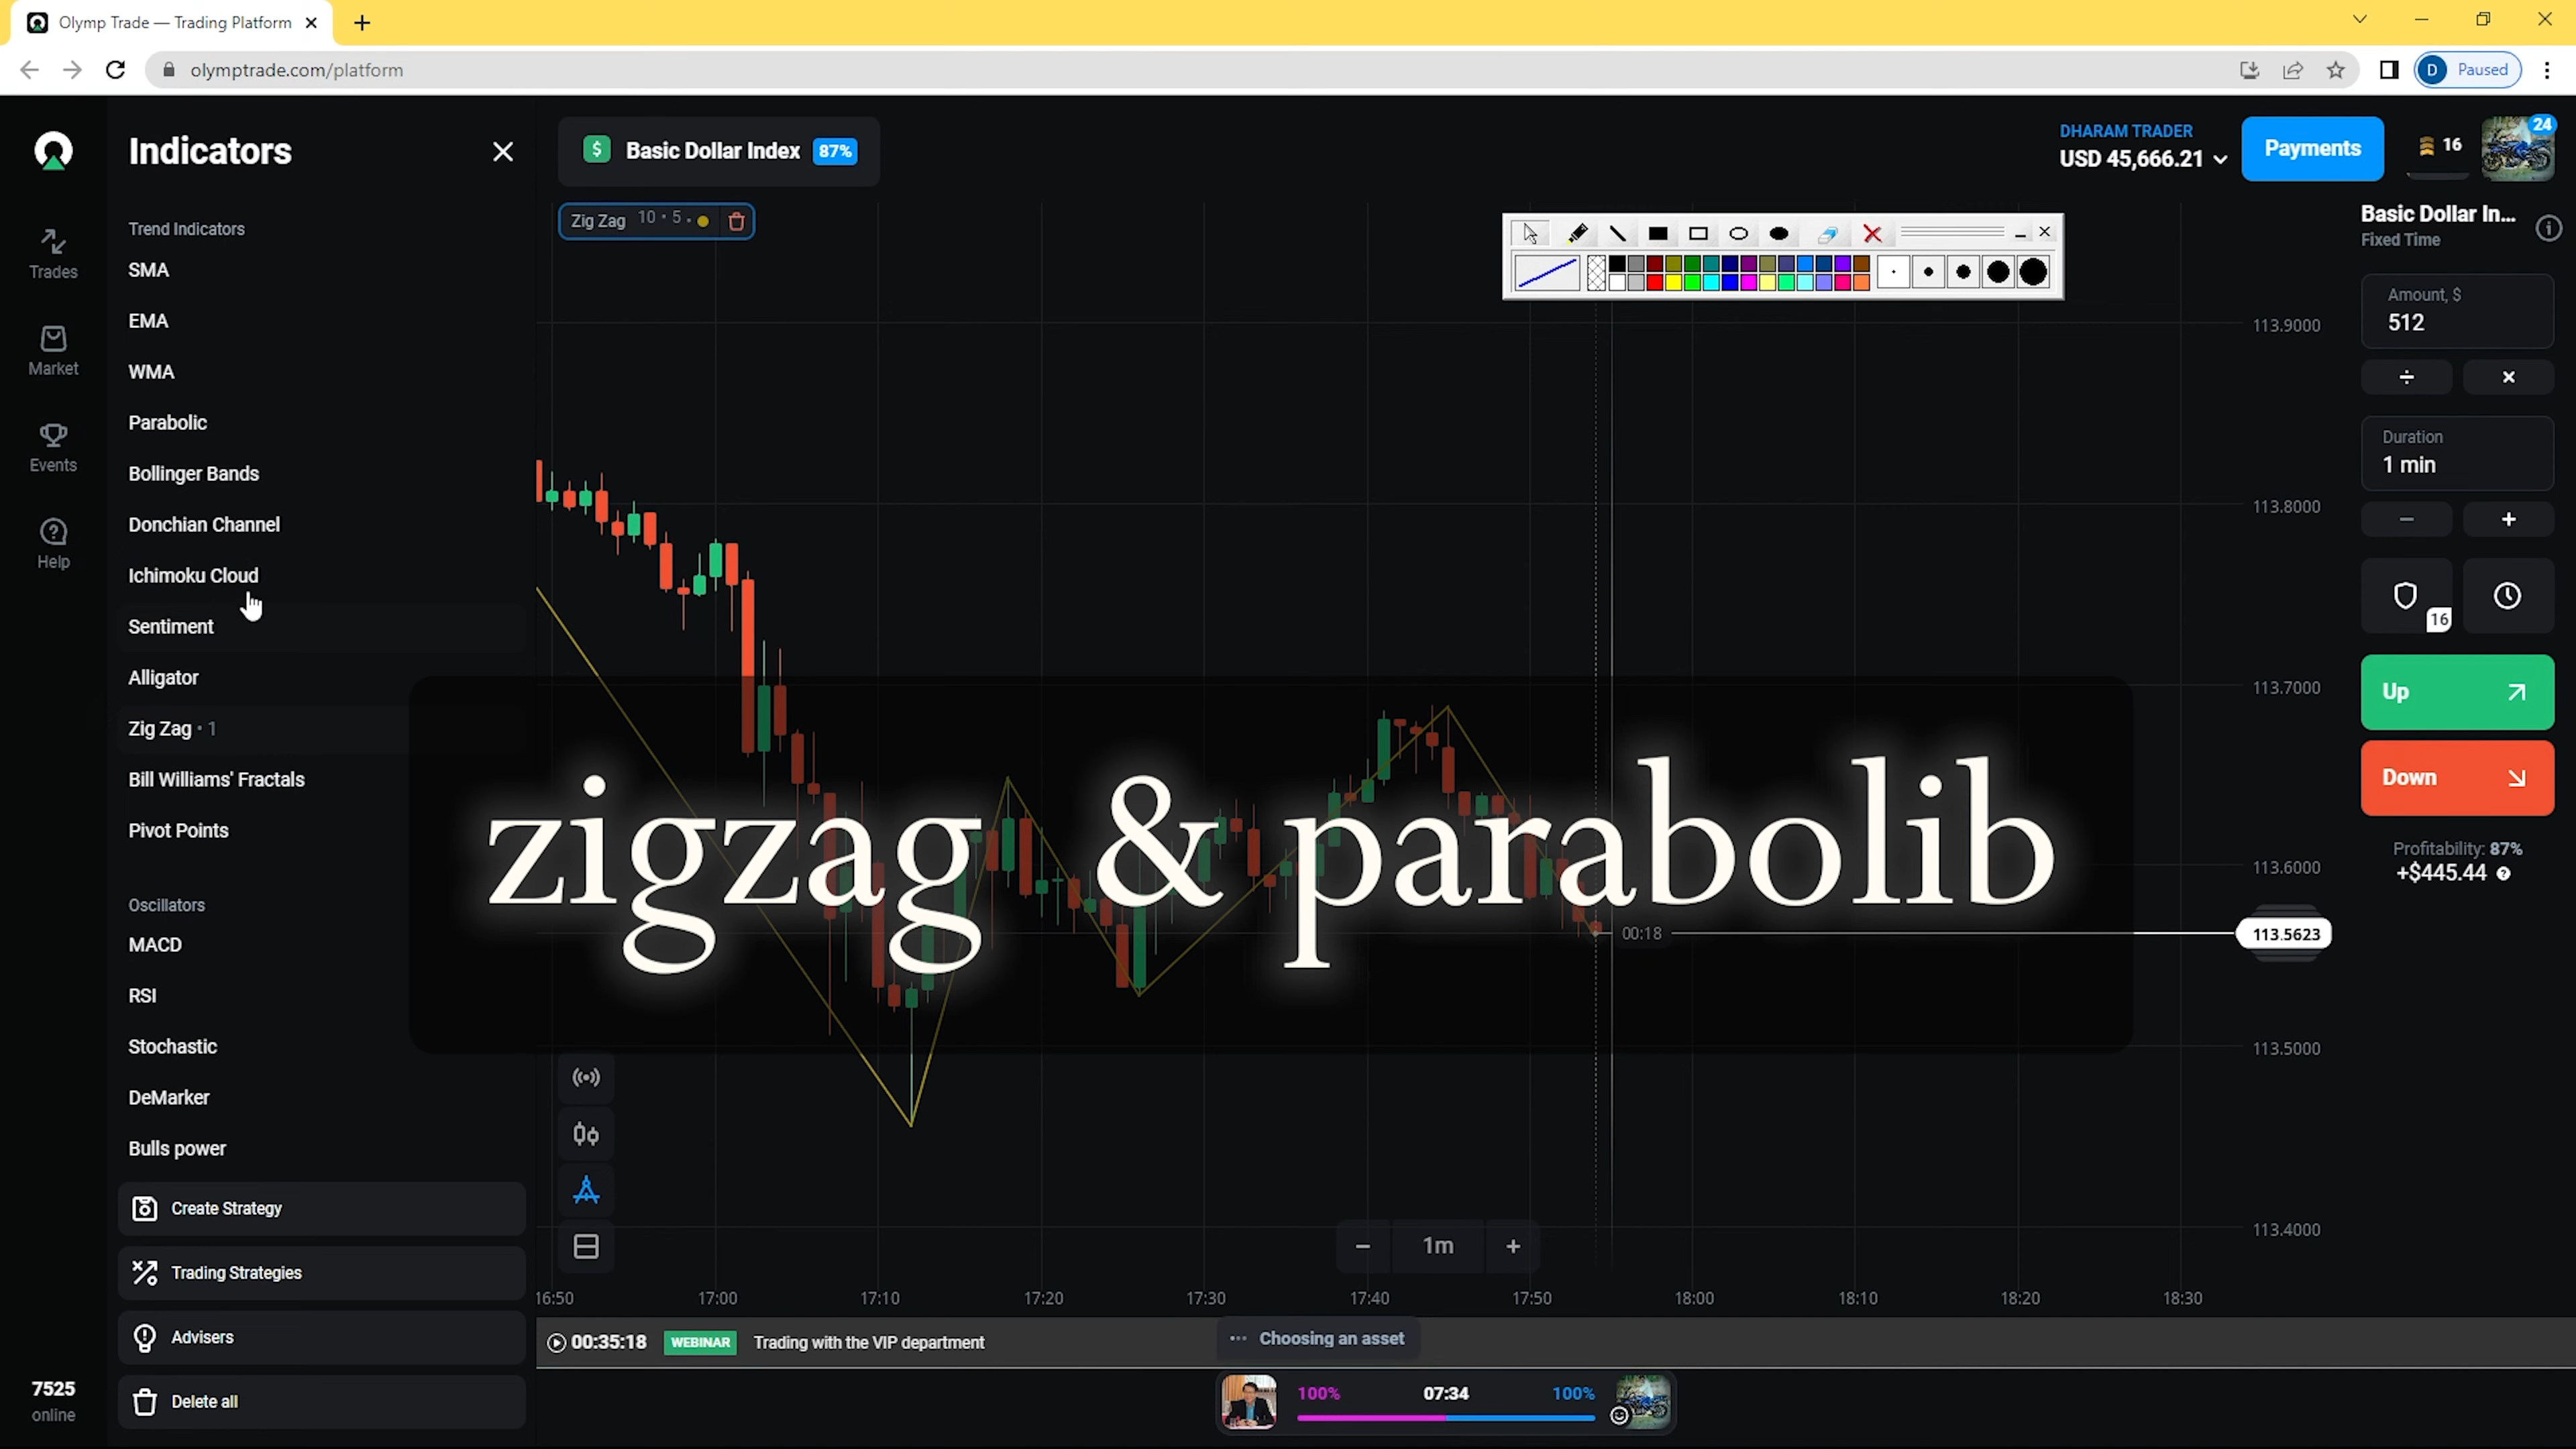 Olymp Trade — Trading Platform
olymptrade.com/platform
D Paused
Indicators
Basic Dollar Index 87%
DHARAM TRADER
USD 45,666.21
Payments
16
24
Trades
Market
Events
Help
Trend Indicators
SMA
EMA
WMA
Parabolic
Bollinger Bands
Donchian Channel
Ichimoku Cloud
Sentiment
Alligator
Zig Zag · 1
Bill Williams' Fractals
Pivot Points
Oscillators
MACD
RSI
Stochastic
DeMarker
Bulls power
Create Strategy
Trading Strategies
Advisers
Delete all
7525
online
Zig Zag 10 · 5 ·
zigzag & parabolib
00:18
113.9000
113.8000
113.7000
113.6000
113.5623
113.5000
113.4000
− 1m +
16:50 17:00 17:10 17:20 17:30 17:40 17:50 18:00 18:10 18:20 18:30
00:35:18 WEBINAR Trading with the VIP department
··· Choosing an asset
100% 07:34 100%
Basic Dollar In...
Fixed Time
Amount, $
512
÷ ×
Duration
1 min
− +
16
Up
Down
Profitability: 87%
+$445.44